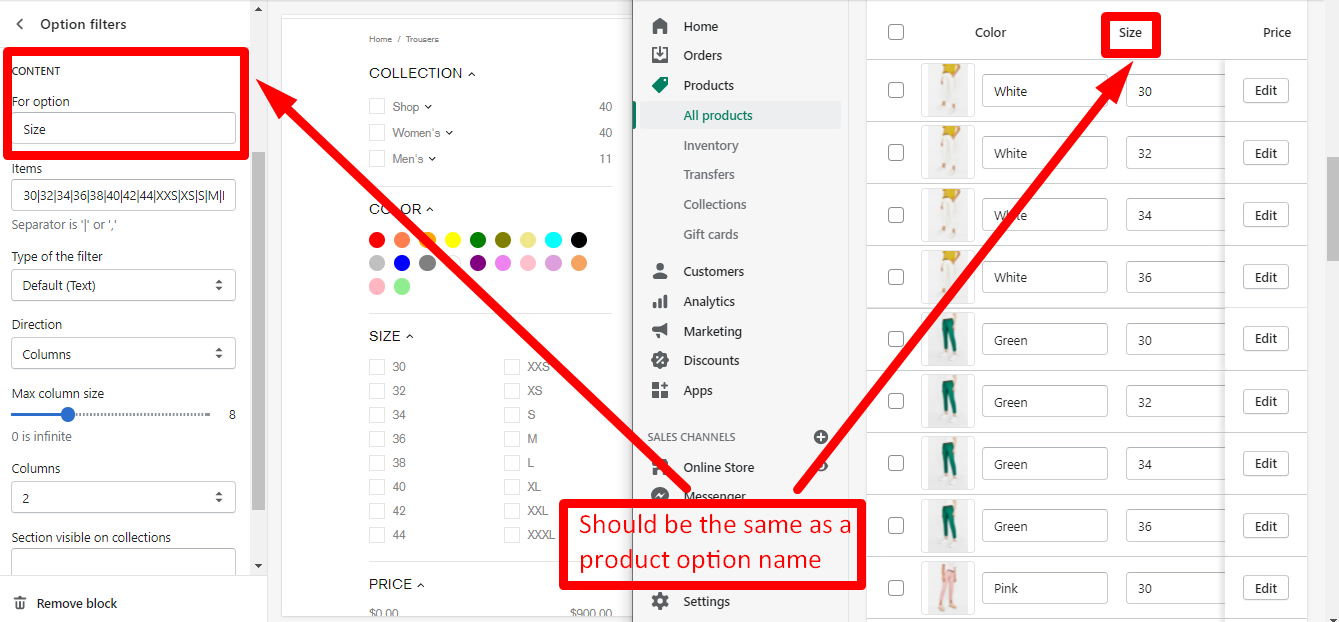 Option filters
CONTENT
For option
Size
Items
30|32|34|36|38|40|42|44|XXS|XS|S|M|
Separator is '|' or ','
Type of the filter
Default (Text)
Direction
Columns
Max column size
8
0 is infinite
Columns
2
Section visible on collections
Remove block
Home / Trousers
COLLECTION
Shop 40
Women's 40
Men's 11
COLOR
SIZE
30 XXS
32 XS
34 S
36 M
38 L
40 XL
42 XXL
44 XXXL
PRICE
$0.00 $900.00
Home
Orders
Products
All products
Inventory
Transfers
Collections
Gift cards
Customers
Analytics
Marketing
Discounts
Apps
SALES CHANNELS
Online Store
Messenger
Settings
Should be the same as a
product option name
Color Size Price
White 30 Edit
White 32 Edit
White 34 Edit
White 36 Edit
Green 30 Edit
Green 32 Edit
Green 34 Edit
Green 36 Edit
Pink 30 Edit